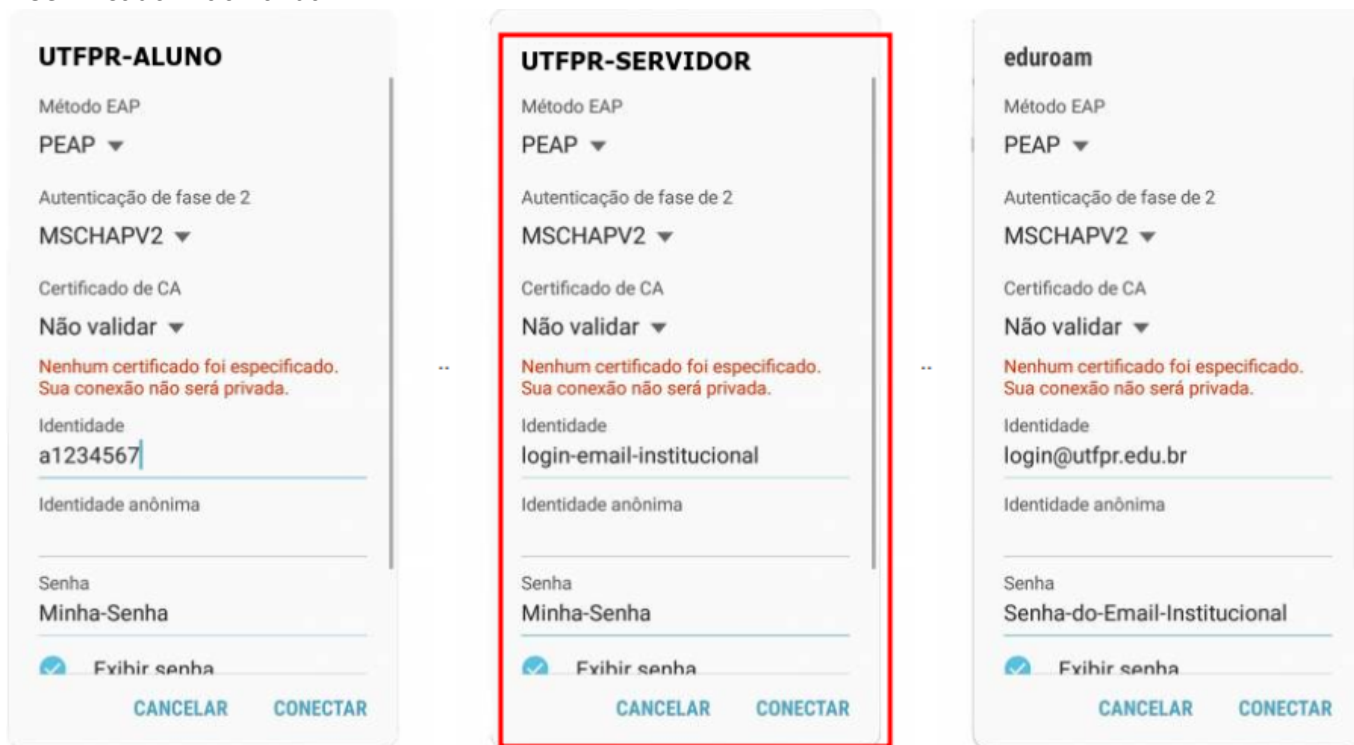 UTFPR-ALUNO
Método EAP
PEAP
Autenticação de fase de 2
MSCHAPV2
Certificado de CA
Não validar
Nenhum certificado foi especificado.
Sua conexão não será privada.
Identidade
a1234567
Identidade anônima
Senha
Minha-Senha
Exibir senha
CANCELAR CONECTAR
..
UTFPR-SERVIDOR
Método EAP
PEAP
Autenticação de fase de 2
MSCHAPV2
Certificado de CA
Não validar
Nenhum certificado foi especificado.
Sua conexão não será privada.
Identidade
login-email-institucional
Identidade anônima
Senha
Minha-Senha
Exibir senha
CANCELAR CONECTAR
..
eduroam
Método EAP
PEAP
Autenticação de fase de 2
MSCHAPV2
Certificado de CA
Não validar
Nenhum certificado foi especificado.
Sua conexão não será privada.
Identidade
login@utfpr.edu.br
Identidade anônima
Senha
Senha-do-Email-Institucional
Exibir senha
CANCELAR CONECTAR